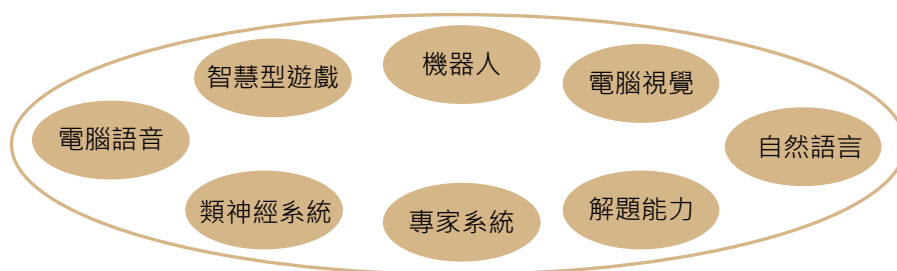 機器人
智慧型遊戲
電腦視覺
電腦語音
自然語言
類神經系統
專家系統
解題能力